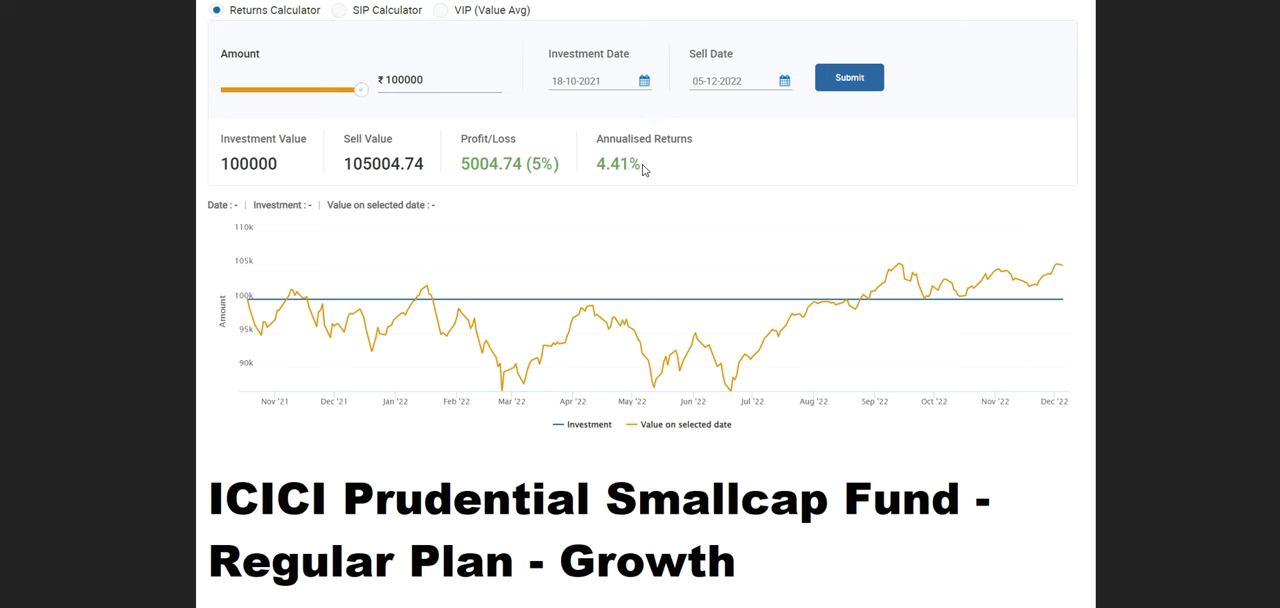 Returns Calculator SIP Calculator VIP (Value Avg)
Amount Investment Date Sell Date
₹ 100000 18-10-2021 05-12-2022 Submit
Investment Value Sell Value Profit/Loss Annualised Returns
100000 105004.74 5004.74 (5%) 4.41%
Date : - | Investment : - | Value on selected date : -
110k
105k
100k
Amount
95k
90k
Nov '21 Dec '21 Jan '22 Feb '22 Mar '22 Apr '22 May '22 Jun '22 Jul '22 Aug '22 Sep '22 Oct '22 Nov '22 Dec '22
Investment Value on selected date
ICICI Prudential Smallcap Fund -
Regular Plan - Growth